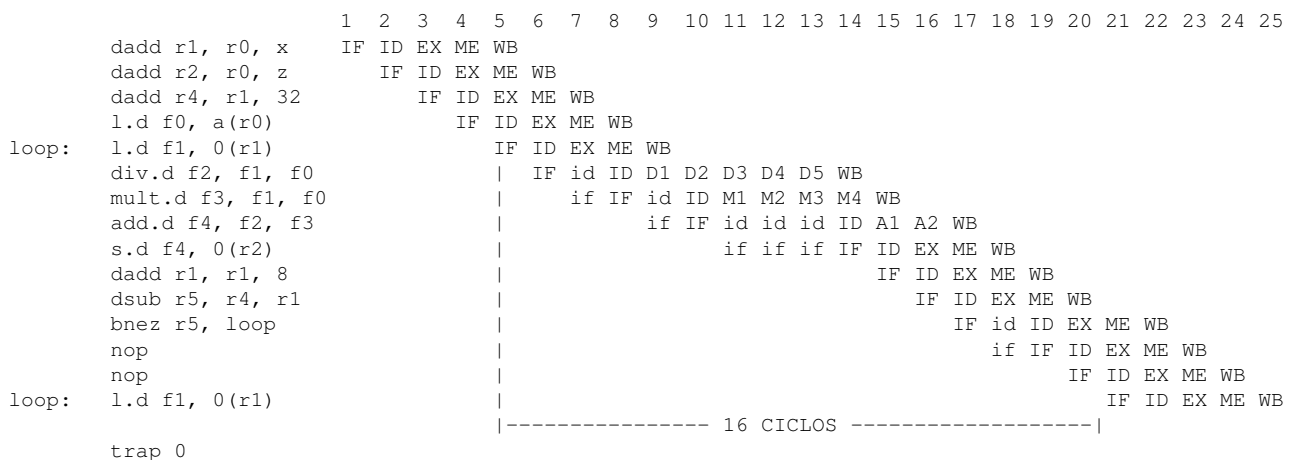 1 2 3 4 5 6 7 8 9 10 11 12 13 14 15 16 17 18 19 20 21 22 23 24 25
dadd r1, r0, x IF ID EX ME WB
dadd r2, r0, z IF ID EX ME WB
dadd r4, r1, 32 IF ID EX ME WB
l.d f0, a(r0) IF ID EX ME WB
loop: l.d f1, 0(r1) IF ID EX ME WB
div.d f2, f1, f0 | IF id ID D1 D2 D3 D4 D5 WB
mult.d f3, f1, f0 | if IF id ID M1 M2 M3 M4 WB
add.d f4, f2, f3 | if IF id id id ID A1 A2 WB
s.d f4, 0(r2) | if if if IF ID EX ME WB
dadd r1, r1, 8 | IF ID EX ME WB
dsub r5, r4, r1 | IF ID EX ME WB
bnez r5, loop | IF id ID EX ME WB
nop | if IF ID EX ME WB
nop | IF ID EX ME WB
loop: l.d f1, 0(r1) | IF ID EX ME WB
|---------------- 16 CICLOS -------------------|
trap 0